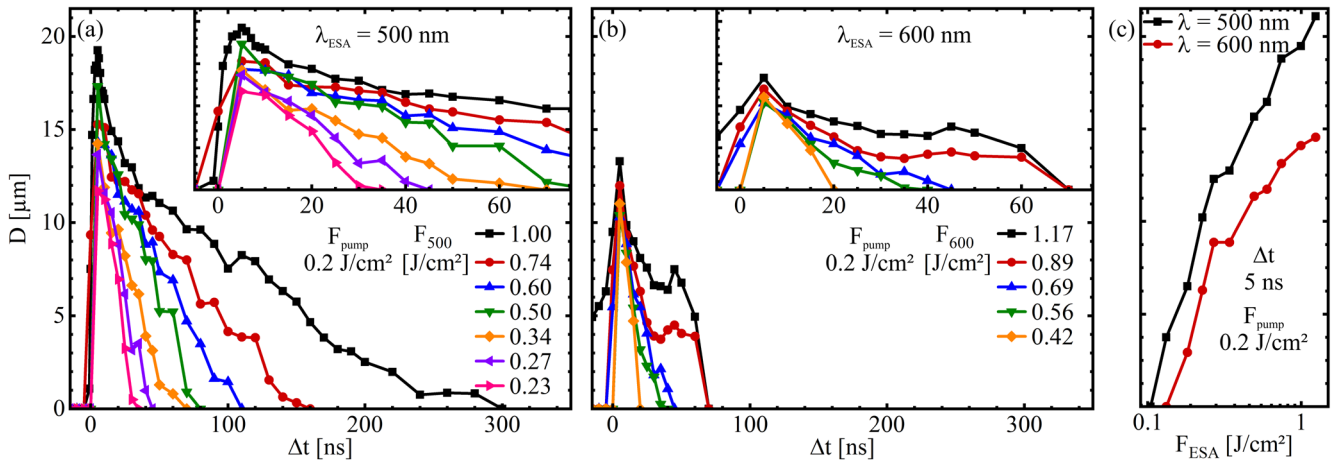 (a)
λESA = 500 nm
0 20 40 60
Fpump F500
0.2 J/cm² [J/cm²]
1.00
0.74
0.60
0.50
0.34
0.27
0.23
D [μm]
20
15
10
5
0
0 100 200 300
Δt [ns]
(b)
λESA = 600 nm
0 20 40 60
Fpump F600
0.2 J/cm² [J/cm²]
1.17
0.89
0.69
0.56
0.42
0 100 200 300
Δt [ns]
(c)
λ = 500 nm
λ = 600 nm
Δt
5 ns
Fpump
0.2 J/cm²
0.1 1
FESA [J/cm²]